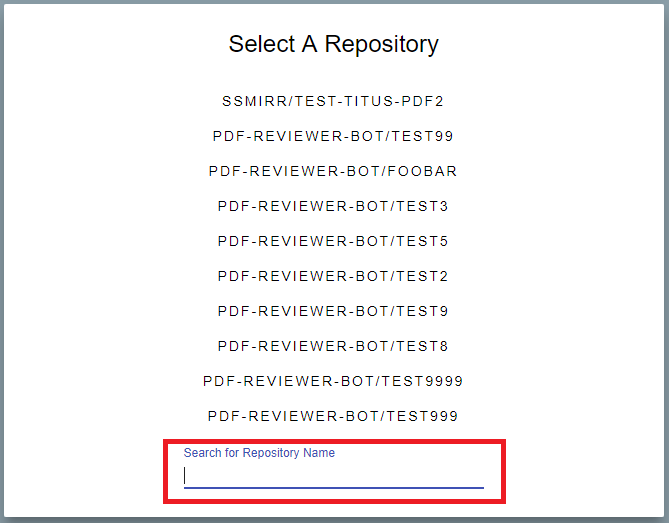 Select A Repository
SSMIRR/TEST-TITUS-PDF2
PDF-REVIEWER-BOT/TEST99
PDF-REVIEWER-BOT/FOOBAR
PDF-REVIEWER-BOT/TEST3
PDF-REVIEWER-BOT/TEST5
PDF-REVIEWER-BOT/TEST2
PDF-REVIEWER-BOT/TEST9
PDF-REVIEWER-BOT/TEST8
PDF-REVIEWER-BOT/TEST9999
PDF-REVIEWER-BOT/TEST999
Search for Repository Name